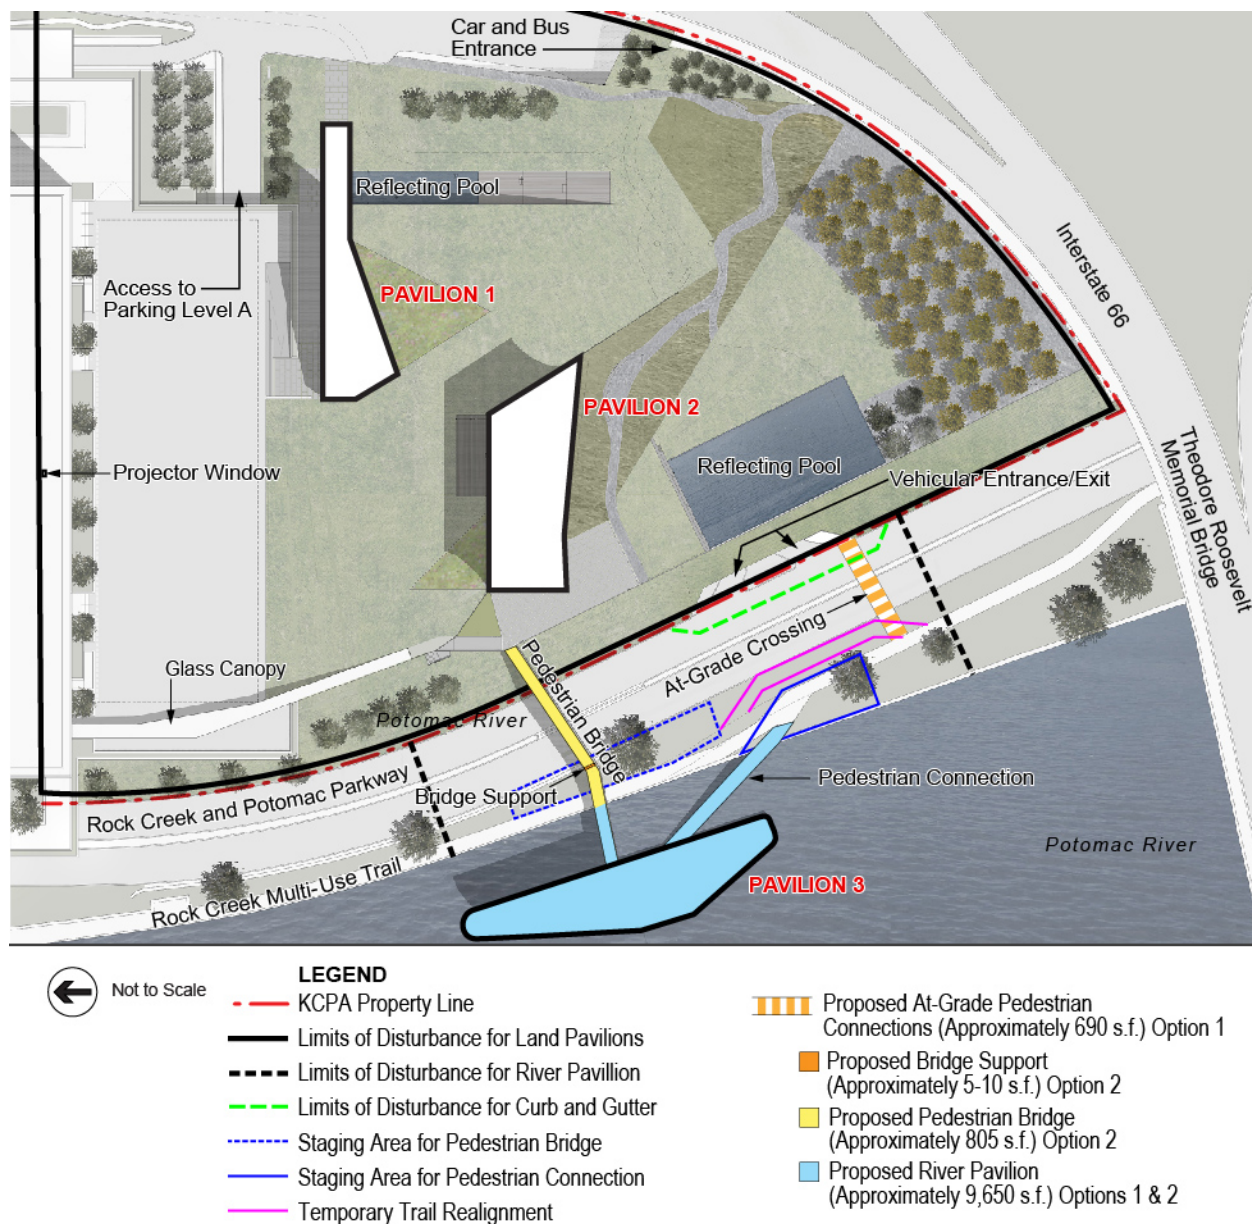 Car and Bus
Entrance
Reflecting Pool
Interstate 66
Access to
Parking Level A
PAVILION 1
PAVILION 2
Projector Window
Reflecting Pool
Vehicular Entrance/Exit
Theodore Roosevelt
Memorial Bridge
At-Grade Crossing
Glass Canopy
Pedestrian Bridge
Potomac River
Pedestrian Connection
Bridge Support
Rock Creek and Potomac Parkway
Potomac River
PAVILION 3
Rock Creek Multi-Use Trail
Not to Scale
LEGEND
KCPA Property Line
Limits of Disturbance for Land Pavilions
Limits of Disturbance for River Pavillion
Limits of Disturbance for Curb and Gutter
Staging Area for Pedestrian Bridge
Staging Area for Pedestrian Connection
Temporary Trail Realignment
Proposed At-Grade Pedestrian
Connections (Approximately 690 s.f.) Option 1
Proposed Bridge Support
(Approximately 5-10 s.f.) Option 2
Proposed Pedestrian Bridge
(Approximately 805 s.f.) Option 2
Proposed River Pavilion
(Approximately 9,650 s.f.) Options 1 & 2